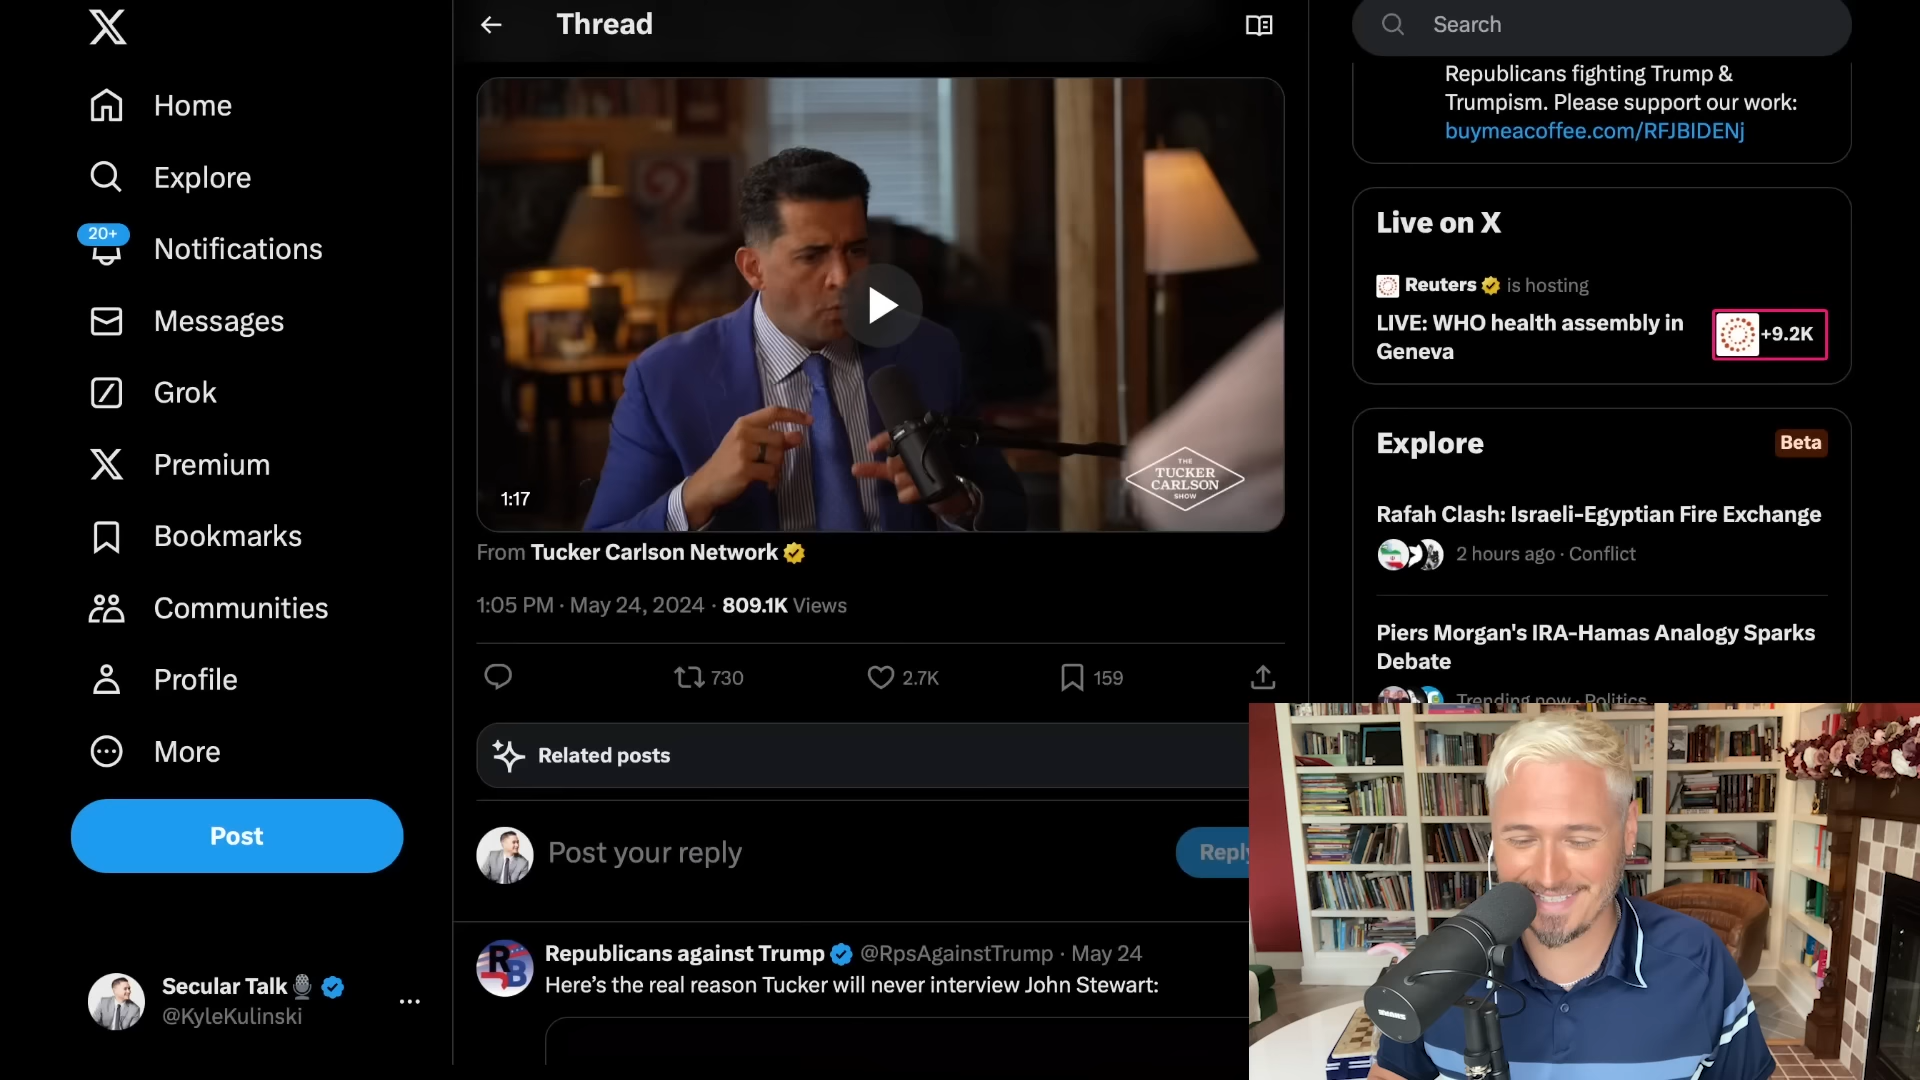 Home
Explore
20+
Notifications
Messages
Grok
Premium
Bookmarks
Communities
Profile
More
Post
Secular Talk
@KyleKulinski
Thread
1:17
THE
TUCKER
CARLSON
SHOW
From Tucker Carlson Network
1:05 PM · May 24, 2024 · 809.1K Views
730
2.7K
159
Related posts
Post your reply
Reply
Republicans against Trump @RpsAgainstTrump · May 24
Here’s the real reason Tucker will never interview John Stewart:
Search
Republicans fighting Trump &
Trumpism. Please support our work:
buymeacoffee.com/RFJBIDENj
Live on X
Reuters is hosting
LIVE: WHO health assembly in
Geneva
+9.2K
Explore
Beta
Rafah Clash: Israeli-Egyptian Fire Exchange
2 hours ago · Conflict
Piers Morgan's IRA-Hamas Analogy Sparks
Debate
Trending now · Politics